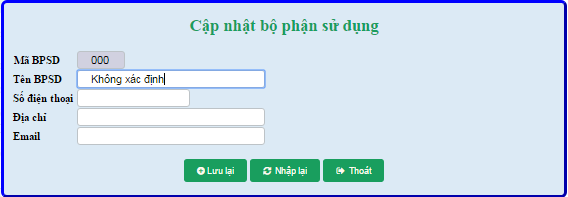 Cập nhật bộ phận sử dụng
Mã BPSD 000
Tên BPSD Không xác định
Số điện thoại
Địa chỉ
Email
Lưu lại Nhập lại Thoát